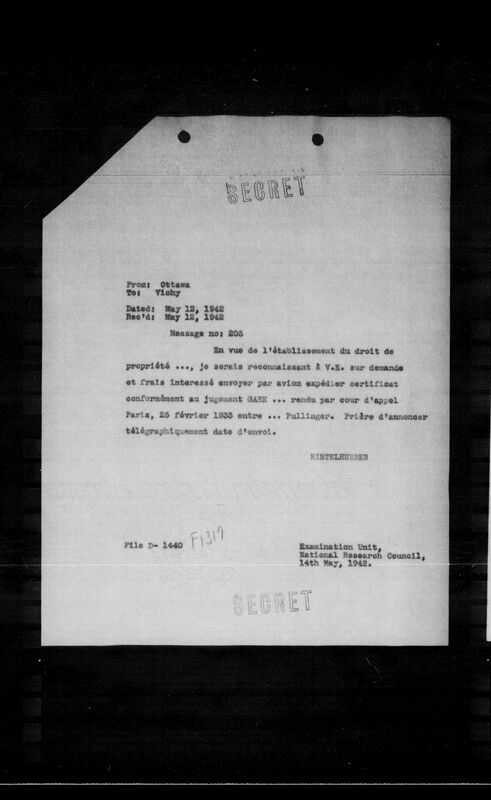 SECRET
From: Ottawa
To: Vichy
Dated: May 12, 1942
Rec'd: May 12, 1942
Message no: 205
En vue de l'établissement du droit de
propriété ..., je serais reconnaissant à V.E. sur demande
et frais interessé envoyer par avion expédier certificat
conformément au jugement GARE ... rendu par cour d'appel
Paris, 25 février 1933 entre ... Pullinger. Prière d'annoncer
télégraphiquement date d'envoi.
RISTELHUEBER
File D- 1440 F1317
Examination Unit,
National Research Council,
14th May, 1942.
SECRET